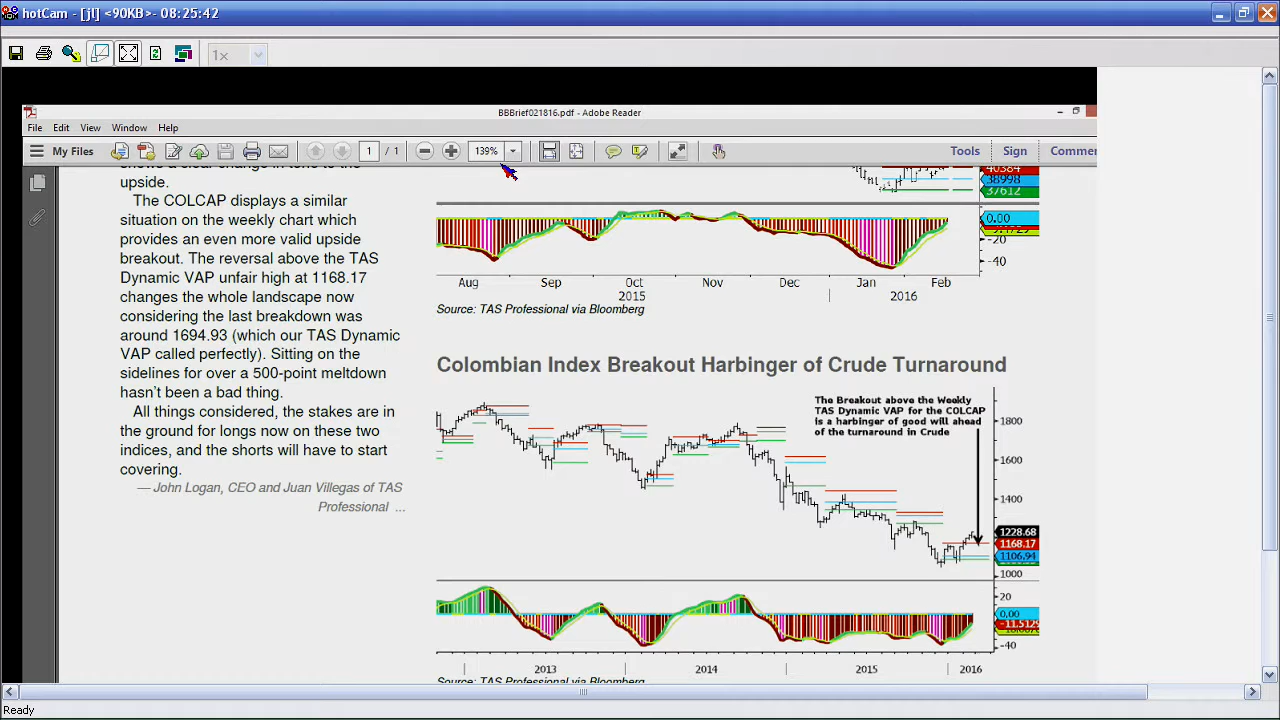 hotCam - [jl] <90KB>- 08:25:42
1x
BBBrief021816.pdf - Adobe Reader
File Edit View Window Help
My Files 1 / 1 139% Tools Sign Commen
upside.
The COLCAP displays a similar
situation on the weekly chart which
provides an even more valid upside
breakout. The reversal above the TAS
Dynamic VAP unfair high at 1168.17
changes the whole landscape now
considering the last breakdown was
around 1694.93 (which our TAS Dynamic
VAP called perfectly). Sitting on the
sidelines for over a 500-point meltdown
hasn't been a bad thing.
All things considered, the stakes are in
the ground for longs now on these two
indices, and the shorts will have to start
covering.
— John Logan, CEO and Juan Villegas of TAS
Professional ...
40384
38998
37612
0.00
-20
-40
Aug Sep Oct Nov Dec Jan Feb
2015 2016
Source: TAS Professional via Bloomberg
Colombian Index Breakout Harbinger of Crude Turnaround
The Breakout above the Weekly
TAS Dynamic VAP for the COLCAP
is a harbinger of good will ahead
of the turnaround in Crude
1800
1600
1400
1228.68
1168.17
1106.94
1000
20
0.00
-11.5125
-40
2013 2014 2015 2016
Source: TAS Professional via Bloomberg
Ready